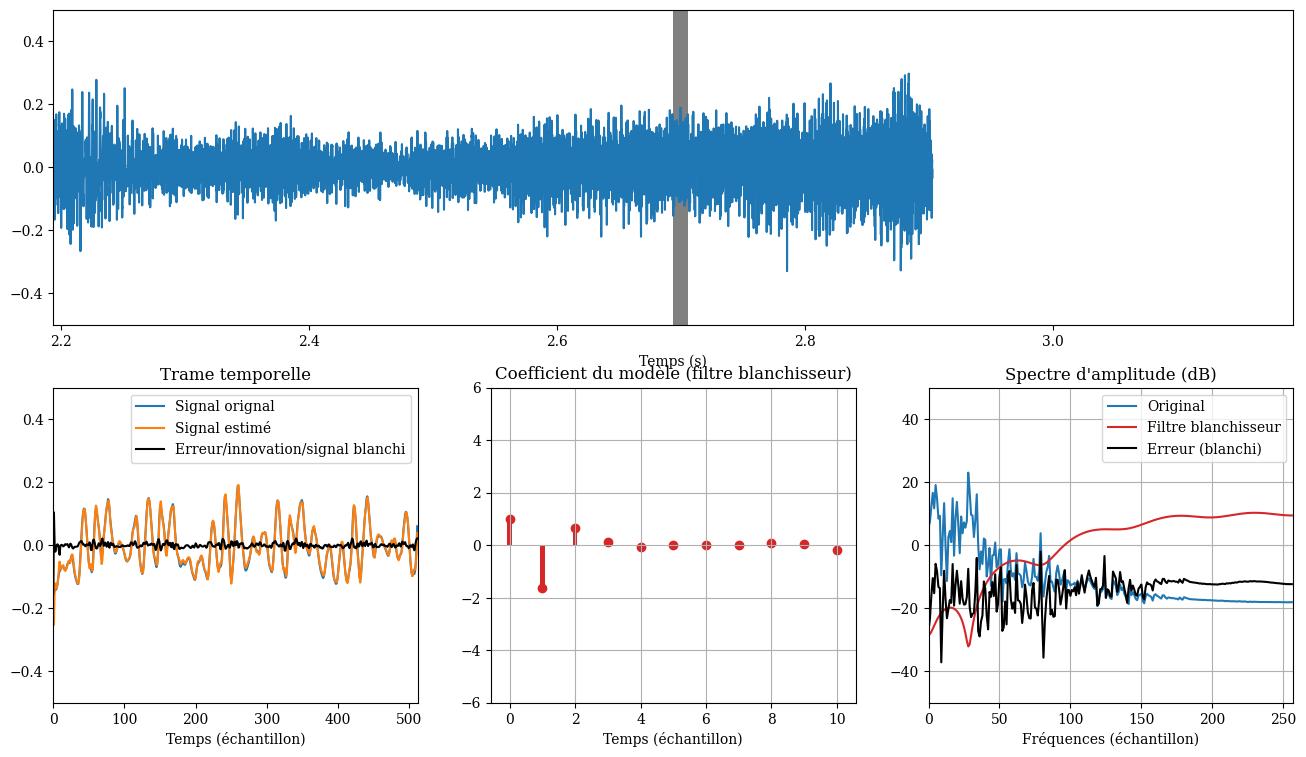 0.4
0.2
0.0
−0.2
−0.4
2.2 2.4 2.6 2.8 3.0
Temps (s)
Trame temporelle
Signal orignal
Signal estimé
Erreur/innovation/signal blanchi
0.4
0.2
0.0
−0.2
−0.4
0 100 200 300 400 500
Temps (échantillon)
Coefficient du modèle (filtre blanchisseur)
6
4
2
0
−2
−4
−6
0 2 4 6 8 10
Temps (échantillon)
Spectre d'amplitude (dB)
Original
Filtre blanchisseur
Erreur (blanchi)
40
20
0
−20
−40
0 50 100 150 200 250
Fréquences (échantillon)